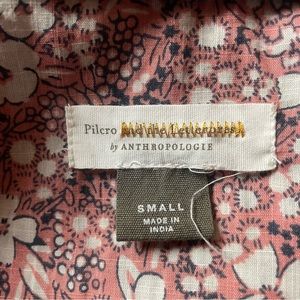 Pilcro and the Letterpress
by ANTHROPOLOGIE
SMALL
MADE IN
INDIA